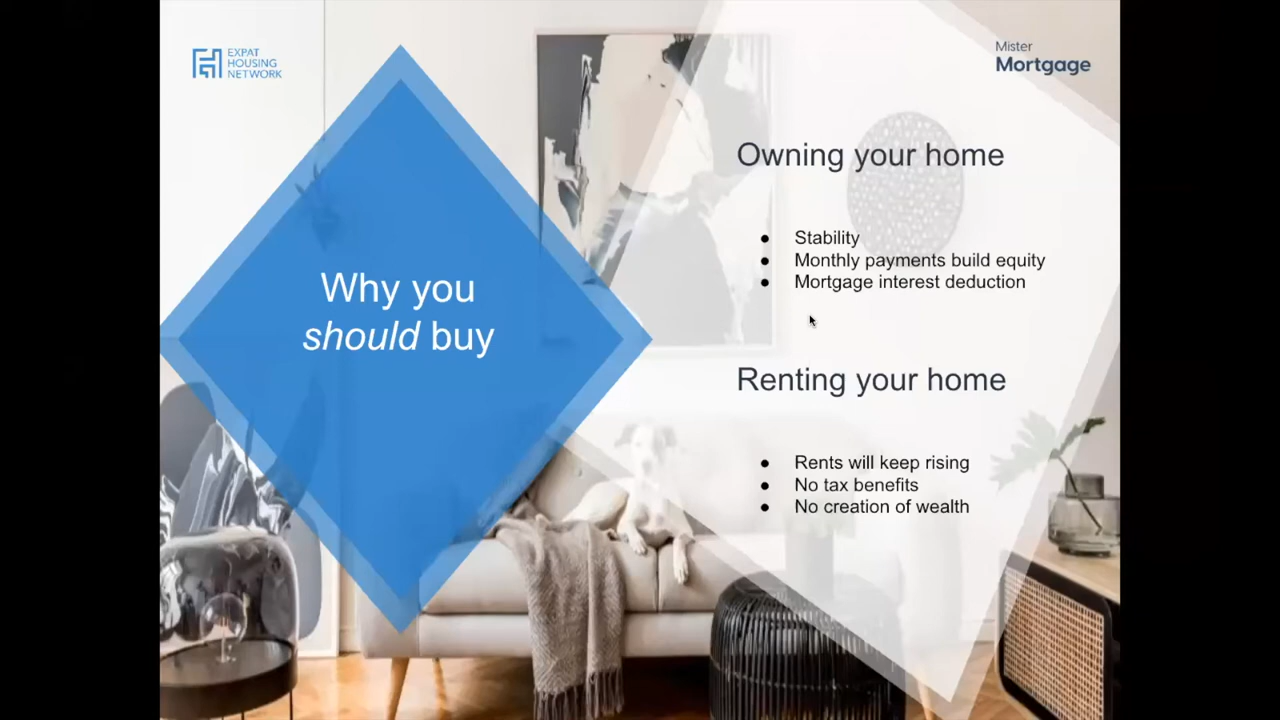 EXPAT
HOUSING
NETWORK
Mister
Mortgage
Why you
should buy
Owning your home
● Stability
● Monthly payments build equity
● Mortgage interest deduction
Renting your home
● Rents will keep rising
● No tax benefits
● No creation of wealth